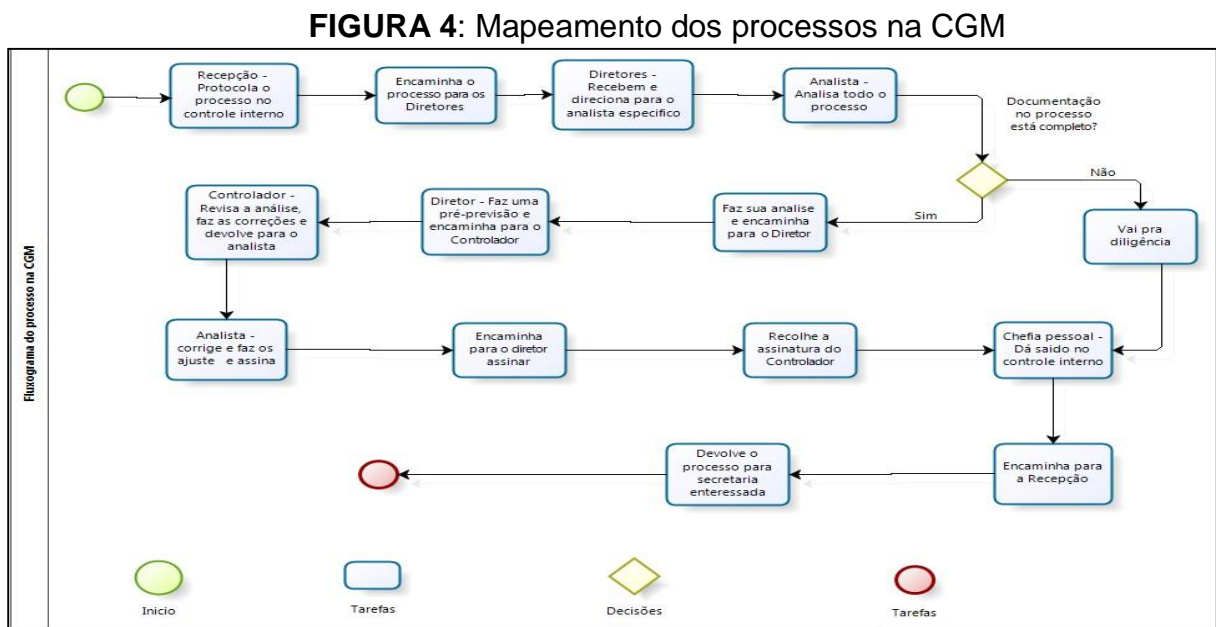 FIGURA 4: Mapeamento dos processos na CGM
Fluxograma do processo na CGM
Recepção -
Protocola o
processo no
controle interno
Encaminha o
processo para os
Diretores
Diretores -
Recebem e
direciona para o
analista especifico
Analista -
Analisa todo o
processo
Documentação
no processo
está completo?
Não
Sim
Vai pra
diligência
Faz sua analise
e encaminha
para o Diretor
Diretor - Faz uma
pré-previsão e
encaminha para o
Controlador
Controlador -
Revisa a análise,
faz as correções e
devolve para o
analista
Analista -
corrige e faz os
ajuste e assina
Encaminha
para o diretor
assinar
Recolhe a
assinatura do
Controlador
Chefia pessoal -
Dá saido no
controle interno
Encaminha para
a Recepção
Devolve o
processo para
secretaria
enteressada
Inicio
Tarefas
Decisões
Tarefas